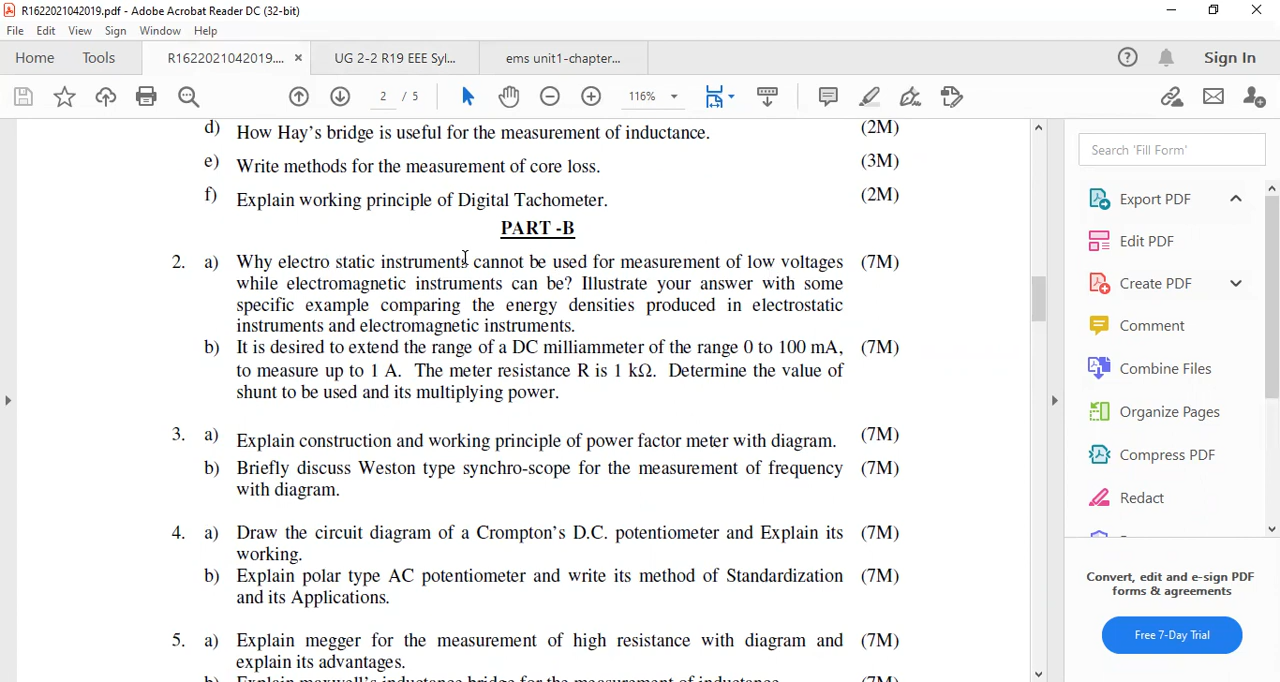 R1622021042019.pdf - Adobe Acrobat Reader DC (32-bit)
File Edit View Sign Window Help
Home Tools R1622021042019.... × UG 2-2 R19 EEE Syl... ems unit1-chapter... Sign In
2 / 5 116%
d) How Hay's bridge is useful for the measurement of inductance. (2M)
e) Write methods for the measurement of core loss. (3M)
f) Explain working principle of Digital Tachometer. (2M)
PART -B
2. a) Why electro static instruments cannot be used for measurement of low voltages (7M)
while electromagnetic instruments can be? Illustrate your answer with some
specific example comparing the energy densities produced in electrostatic
instruments and electromagnetic instruments.
b) It is desired to extend the range of a DC milliammeter of the range 0 to 100 mA, (7M)
to measure up to 1 A. The meter resistance R is 1 kΩ. Determine the value of
shunt to be used and its multiplying power.
3. a) Explain construction and working principle of power factor meter with diagram. (7M)
b) Briefly discuss Weston type synchro-scope for the measurement of frequency (7M)
with diagram.
4. a) Draw the circuit diagram of a Crompton's D.C. potentiometer and Explain its (7M)
working.
b) Explain polar type AC potentiometer and write its method of Standardization (7M)
and its Applications.
5. a) Explain megger for the measurement of high resistance with diagram and (7M)
explain its advantages.
b) Explain maxwell's inductance bridge for the measurement of inductance. (7M)
Search 'Fill Form'
Export PDF
Edit PDF
Create PDF
Comment
Combine Files
Organize Pages
Compress PDF
Redact
Convert, edit and e-sign PDF
forms & agreements
Free 7-Day Trial